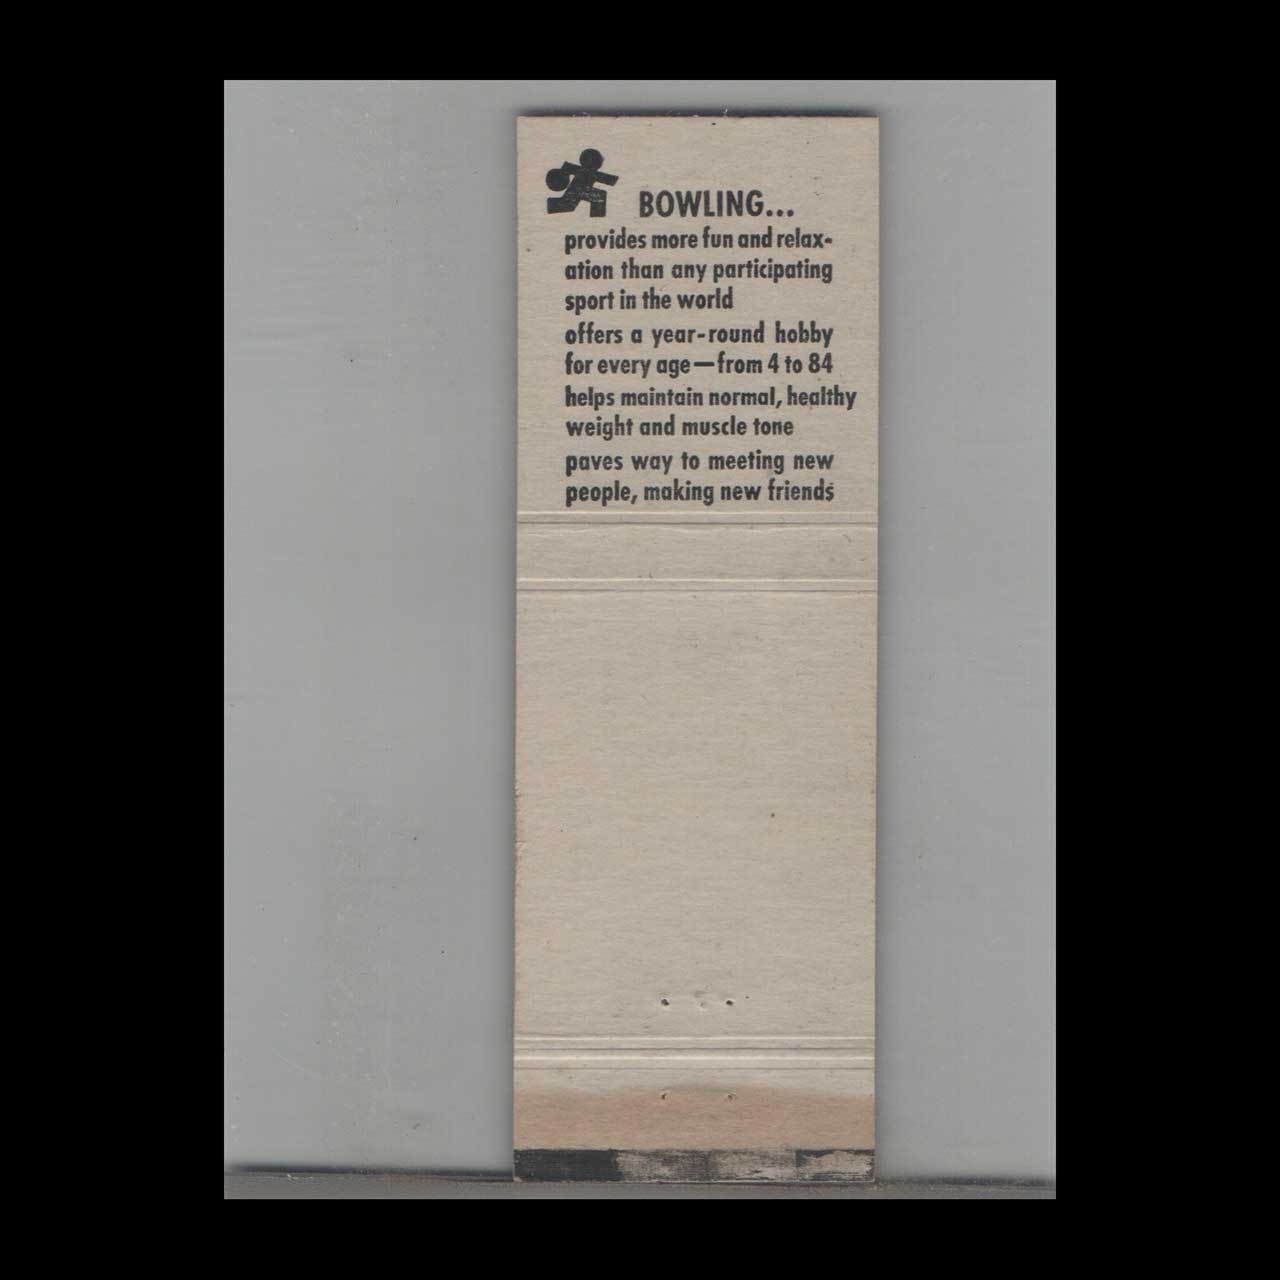 BOWLING...
provides more fun and relax-
ation than any participating
sport in the world
offers a year-round hobby
for every age—from 4 to 84
helps maintain normal, healthy
weight and muscle tone
paves way to meeting new
people, making new friends